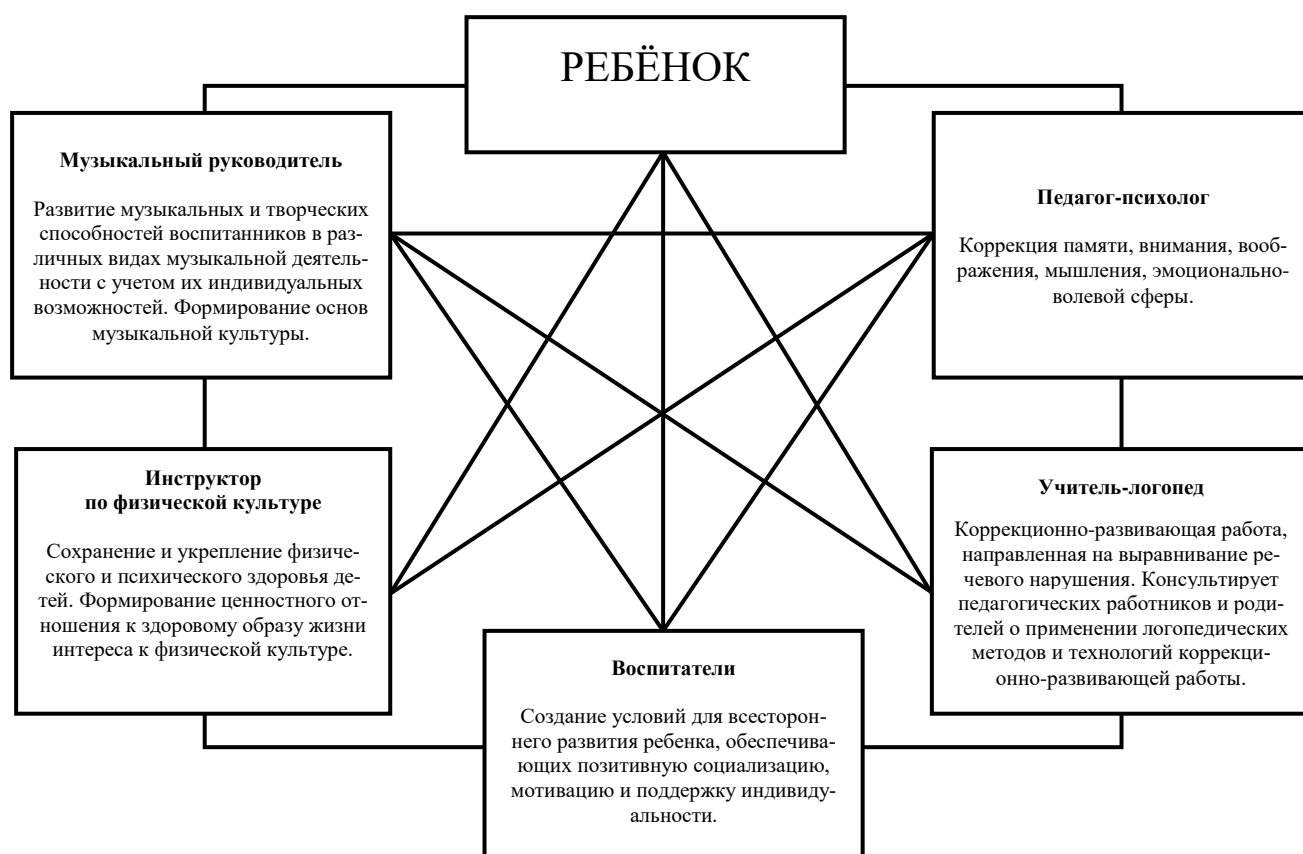 РЕБЁНОК
Музыкальный руководитель
Развитие музыкальных и творческих
способностей воспитанников в раз-
личных видах музыкальной деятель-
ности с учетом их индивидуальных
возможностей. Формирование основ
музыкальной культуры.
Педагог-психолог
Коррекция памяти, внимания, вооб-
ражения, мышления, эмоционально-
волевой сферы.
Инструктор
по физической культуре
Сохранение и укрепление физиче-
ского и психического здоровья де-
тей. Формирование ценностного от-
ношения к здоровому образу жизни
интереса к физической культуре.
Учитель-логопед
Коррекционно-развивающая работа,
направленная на выравнивание ре-
чевого нарушения. Консультирует
педагогических работников и роди-
телей о применении логопедических
методов и технологий коррекци-
онно-развивающей работы.
Воспитатели
Создание условий для всесторон-
него развития ребенка, обеспечива-
ющих позитивную социализацию,
мотивацию и поддержку индивиду-
альности.